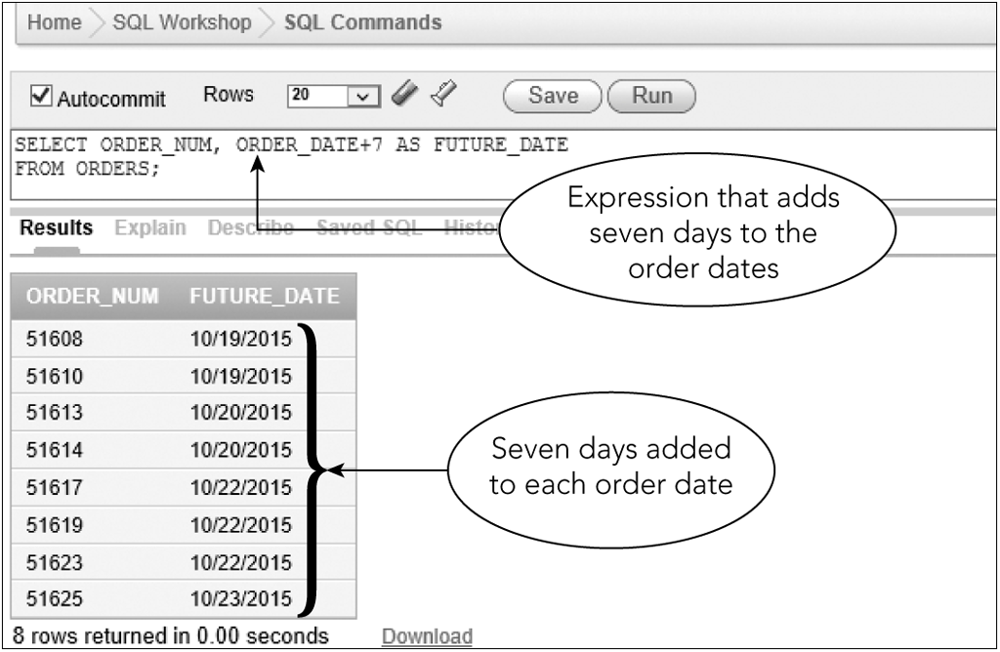 Home SQL Workshop SQL Commands
Autocommit Rows 20 Save Run
SELECT ORDER_NUM, ORDER_DATE+7 AS FUTURE_DATE
FROM ORDERS;
Expression that adds
seven days to the
order dates
Results Explain Describe Saved SQL
ORDER_NUM FUTURE_DATE
51608 10/19/2015
51610 10/19/2015
51613 10/20/2015
51614 10/20/2015
51617 10/22/2015
51619 10/22/2015
51623 10/22/2015
51625 10/23/2015
Seven days added
to each order date
8 rows returned in 0.00 seconds Download